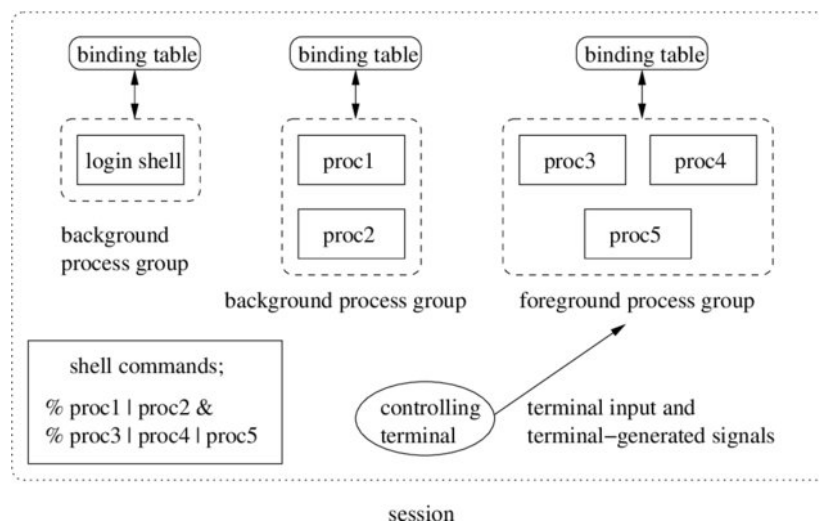 binding table
binding table
binding table
login shell
proc1
proc2
proc3
proc4
proc5
background
process group
background process group
foreground process group
shell commands;
% proc1 | proc2 &
% proc3 | proc4 | proc5
controlling
terminal
terminal input and
terminal−generated signals
session